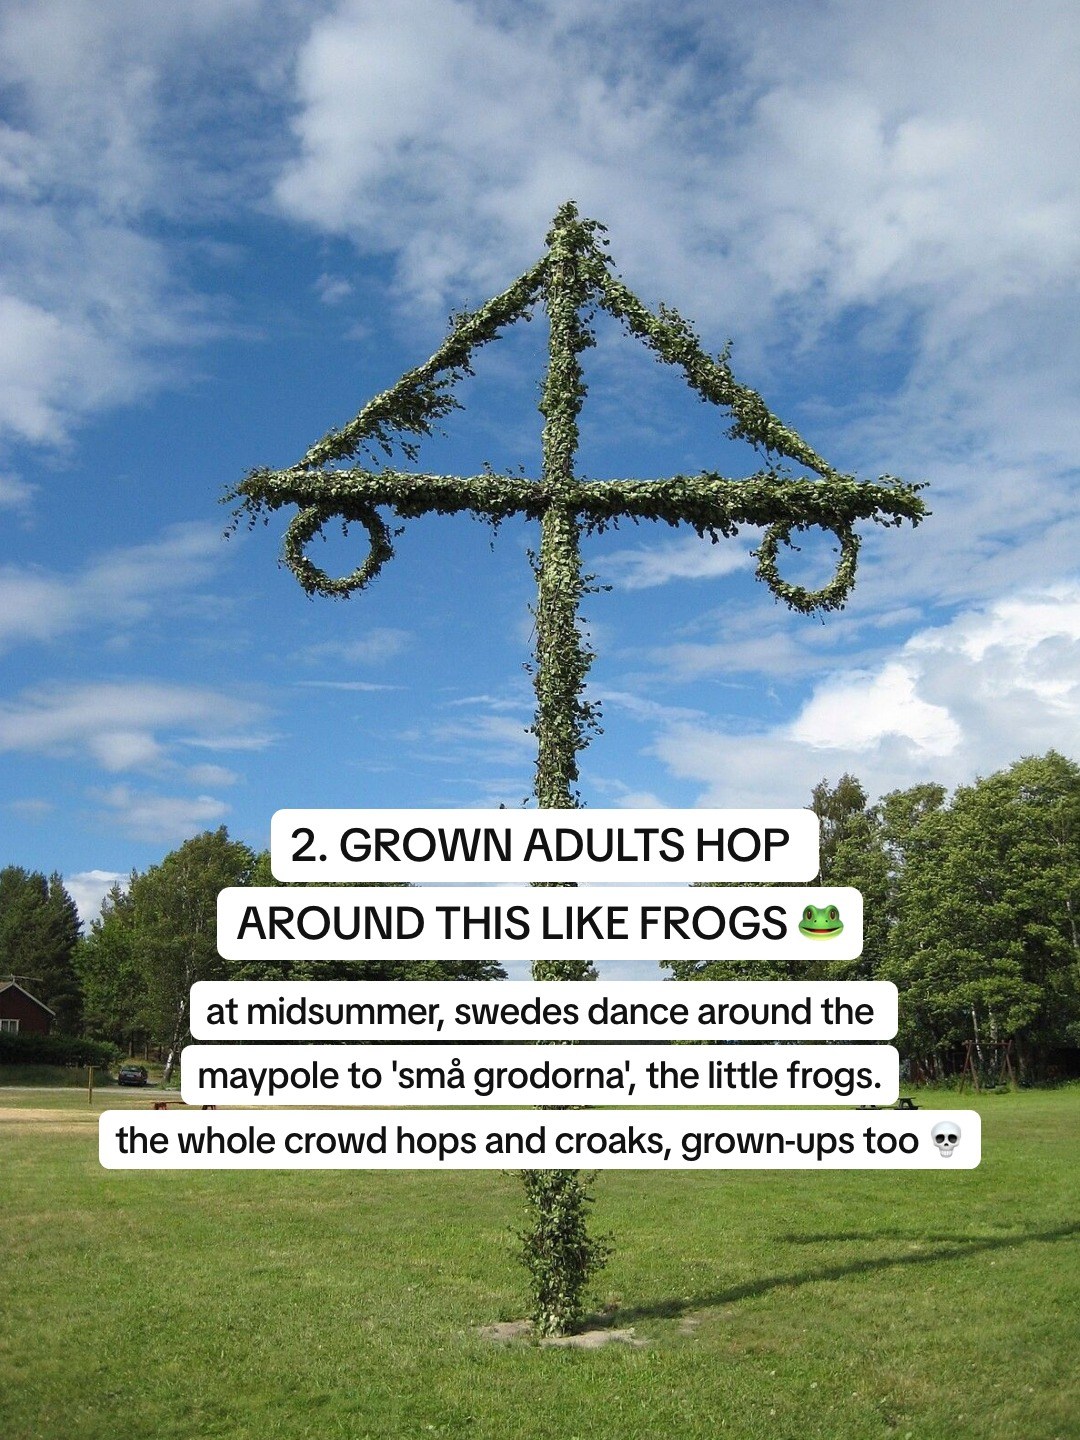 2. GROWN ADULTS HOP
AROUND THIS LIKE FROGS 🐸
at midsummer, swedes dance around the
maypole to 'små grodorna', the little frogs.
the whole crowd hops and croaks, grown-ups too 💀